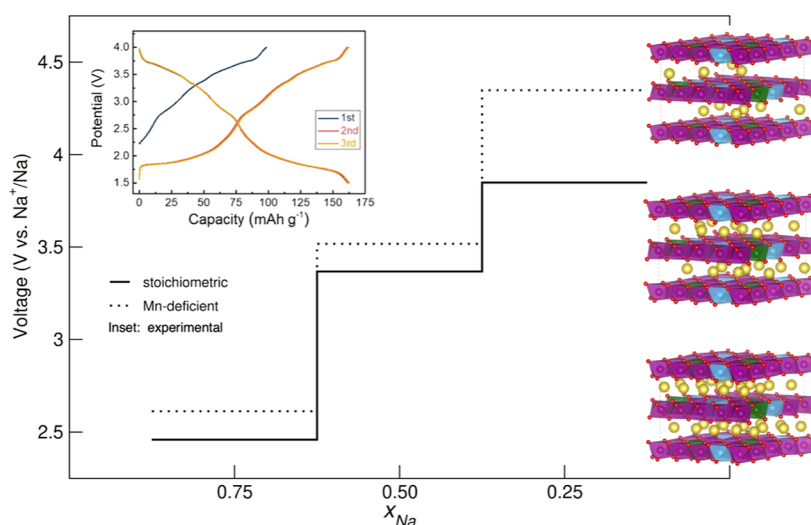 4.5
4
3.5
3
2.5
Voltage (V vs. Na⁺/Na)
4.0
3.5
3.0
2.5
2.0
1.5
Potential (V)
1st
2nd
3rd
0 25 50 75 100 125 150 175
Capacity (mAh g⁻¹)
stoichiometric
Mn-deficient
Inset: experimental
0.75 0.50 0.25
x_Na